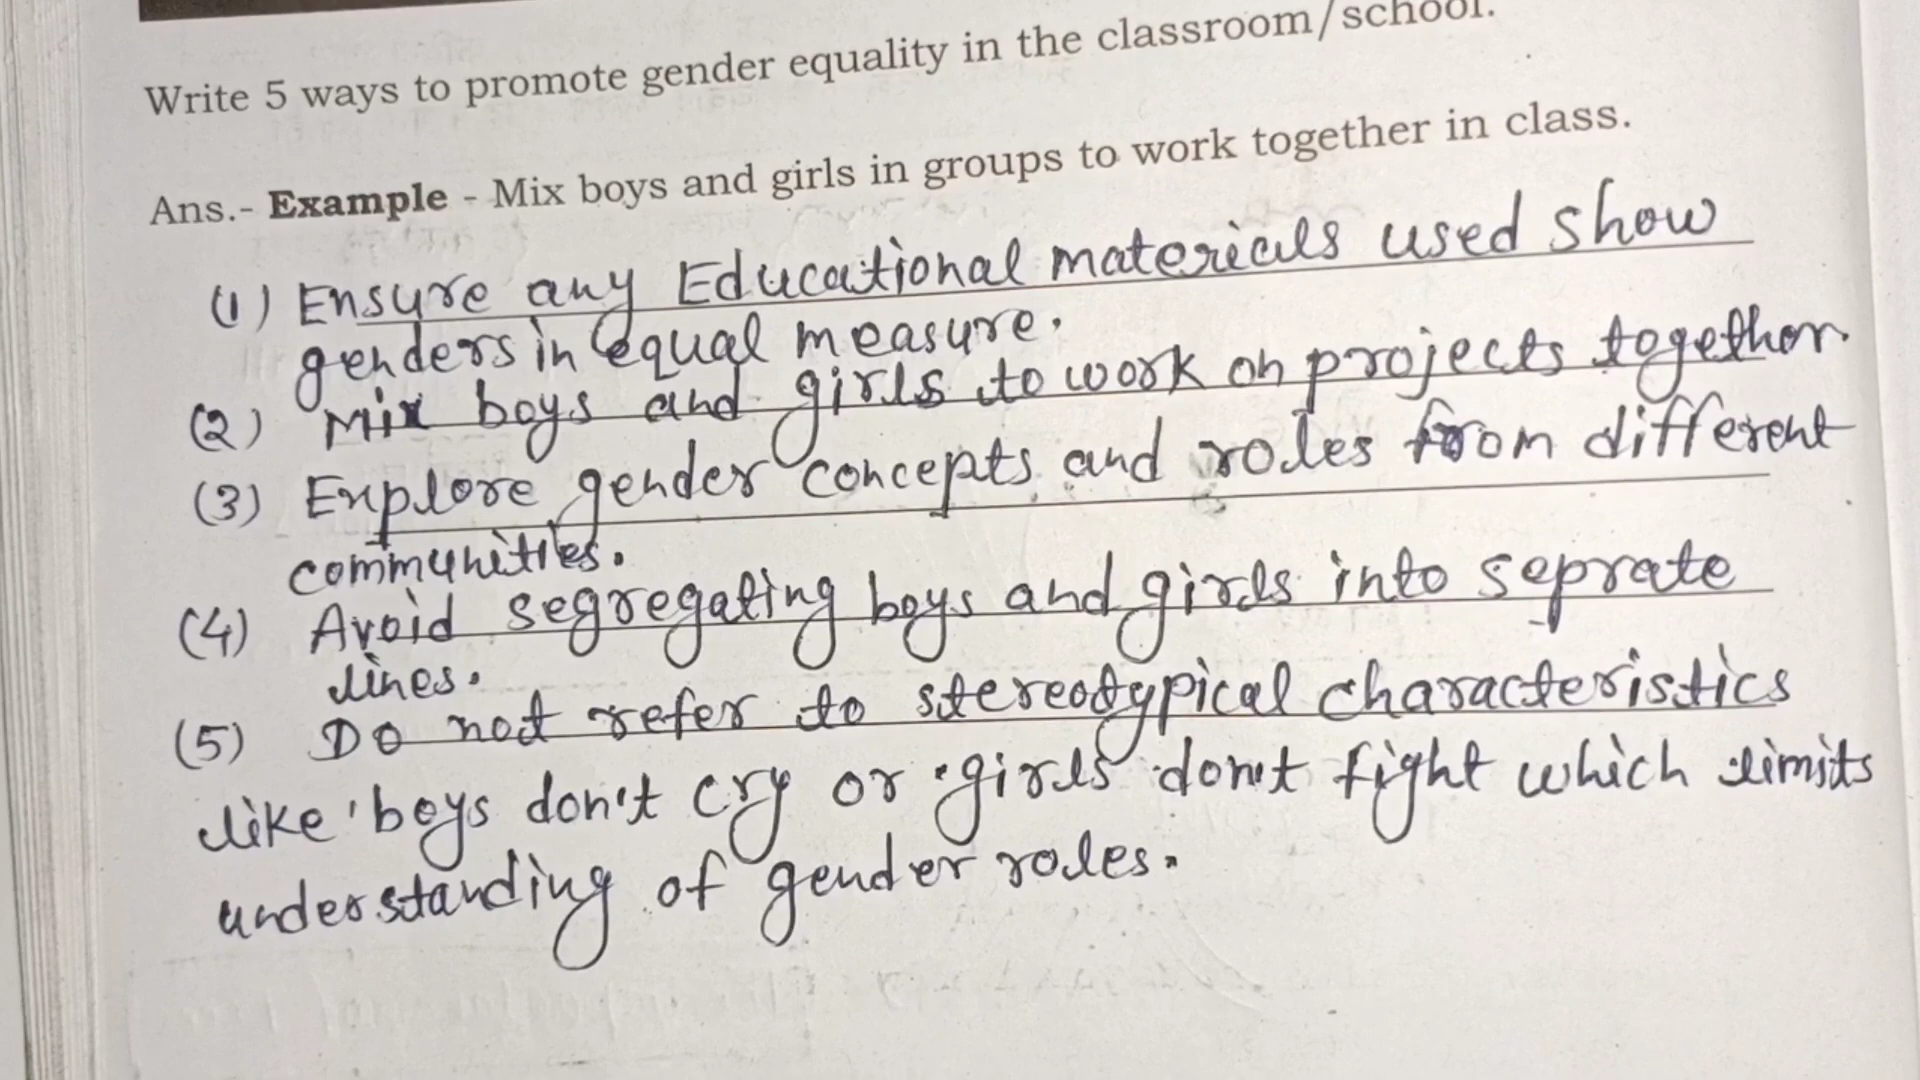 Write 5 ways to promote gender equality in the classroom/school.
Ans.- Example - Mix boys and girls in groups to work together in class.
(1) Ensure any Educational materials used show
genders in equal measure.
(2) Mix boys and girls to work on projects together.
(3) Explore gender concepts and roles from different
communities.
(4) Avoid segregating boys and girls into seprate
lines.
(5) Do not refer to stereotypical characteristics
like 'boys don't cry or 'girls don't fight which limits
understanding of gender roles.